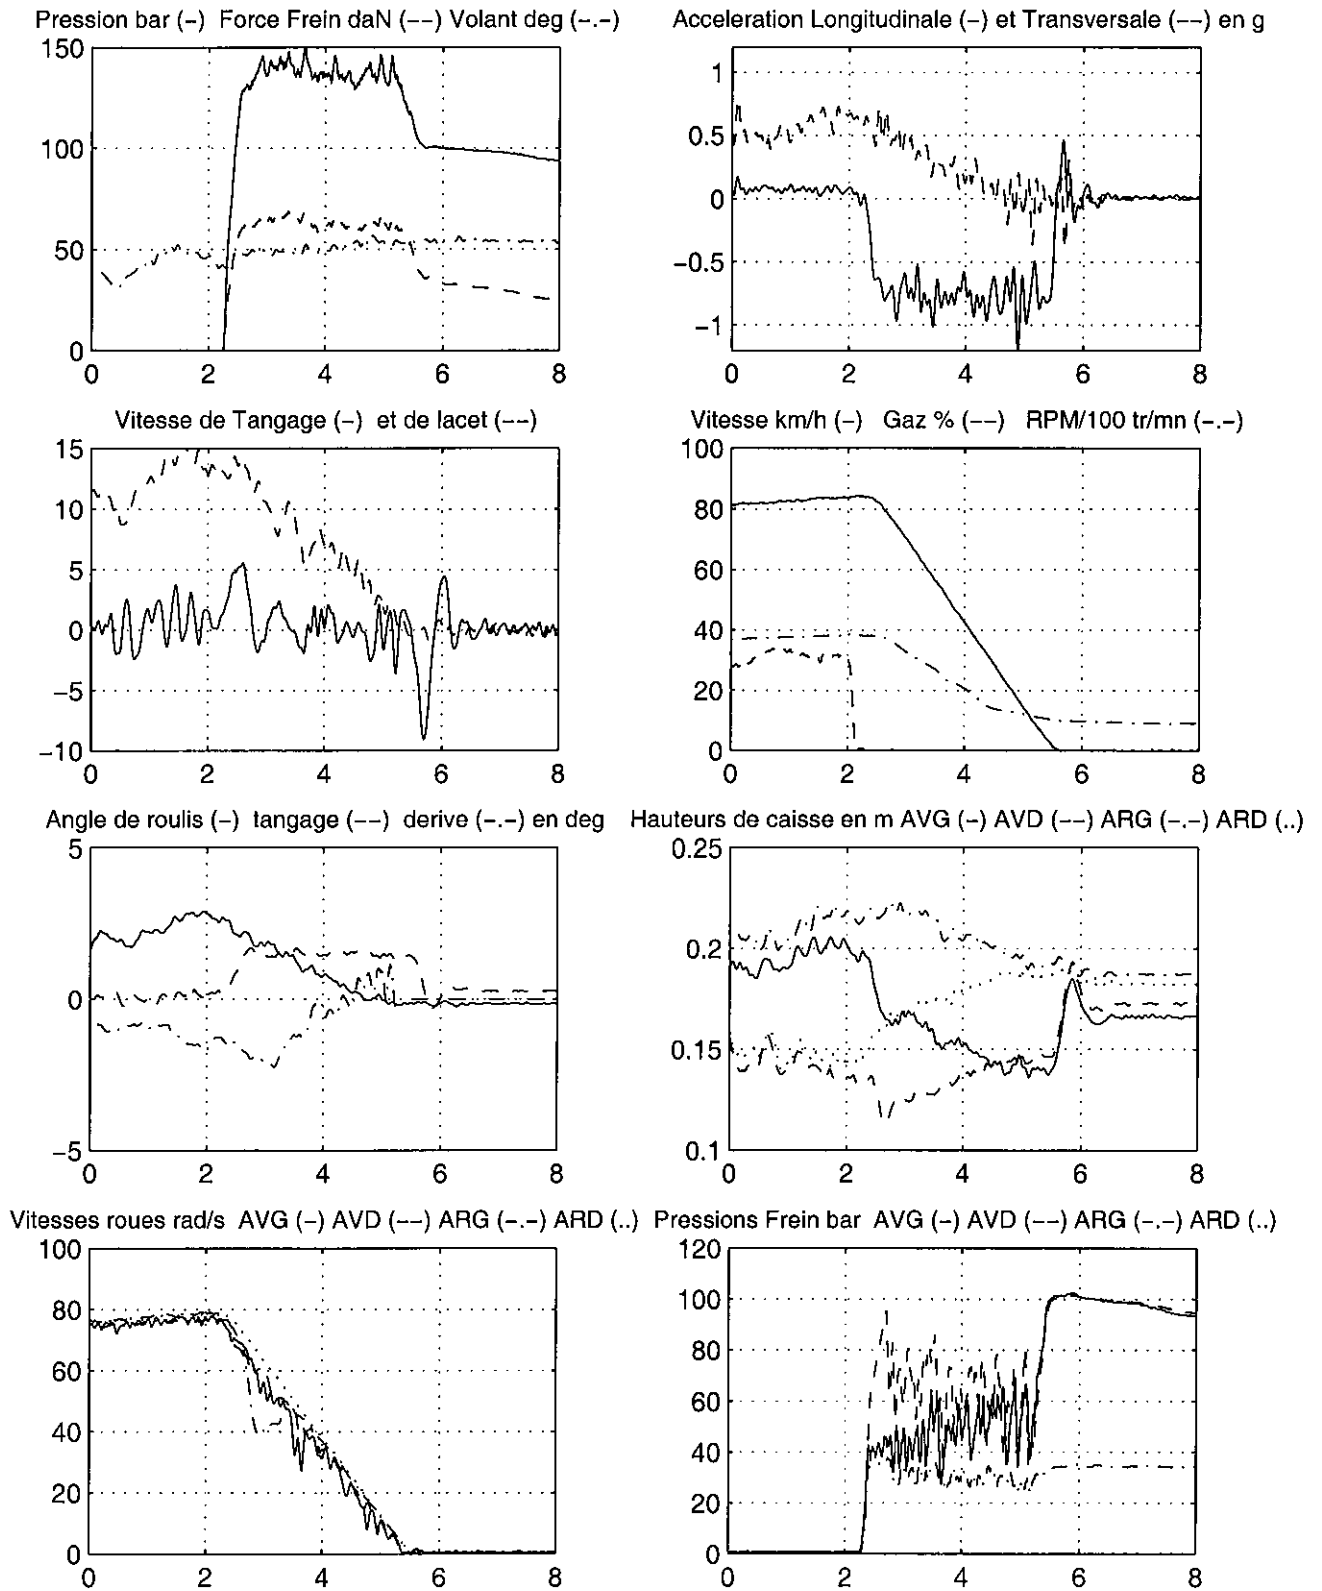 Pression bar (-) Force Frein daN (--) Volant deg (-.-)
Acceleration Longitudinale (-) et Transversale (--) en g
150
100
50
0
0 2 4 6 8
1
0.5
0
-0.5
-1
0 2 4 6 8
Vitesse de Tangage (-) et de lacet (--)
Vitesse km/h (-) Gaz % (--) RPM/100 tr/mn (-.-)
15
10
5
0
-5
-10
0 2 4 6 8
100
80
60
40
20
0
0 2 4 6 8
Angle de roulis (-) tangage (--) derive (-.-) en deg
Hauteurs de caisse en m AVG (-) AVD (--) ARG (-.-) ARD (..)
5
0
-5
0 2 4 6 8
0.25
0.2
0.15
0.1
0 2 4 6 8
Vitesses roues rad/s AVG (-) AVD (--) ARG (-.-) ARD (..)
Pressions Frein bar AVG (-) AVD (--) ARG (-.-) ARD (..)
100
80
60
40
20
0
0 2 4 6 8
120
100
80
60
40
20
0
0 2 4 6 8